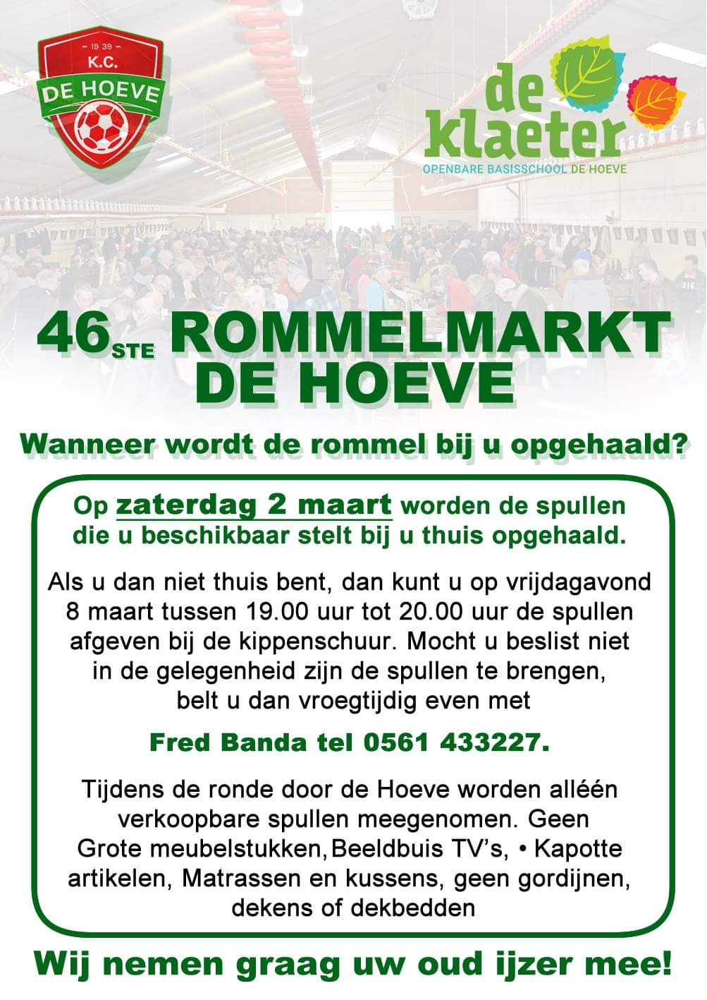 ~ 19 39 ~
K.C.
DE HOEVE
de
klaeter
OPENBARE BASISSCHOOL DE HOEVE
46STE ROMMELMARKT
DE HOEVE
Wanneer wordt de rommel bij u opgehaald?
Op zaterdag 2 maart worden de spullen
die u beschikbaar stelt bij u thuis opgehaald.
Als u dan niet thuis bent, dan kunt u op vrijdagavond
8 maart tussen 19.00 uur tot 20.00 uur de spullen
afgeven bij de kippenschuur. Mocht u beslist niet
in de gelegenheid zijn de spullen te brengen,
belt u dan vroegtijdig even met
Fred Banda tel 0561 433227.
Tijdens de ronde door de Hoeve worden alléén
verkoopbare spullen meegenomen. Geen
Grote meubelstukken, Beeldbuis TV's, • Kapotte
artikelen, Matrassen en kussens, geen gordijnen,
dekens of dekbedden
Wij nemen graag uw oud ijzer mee!